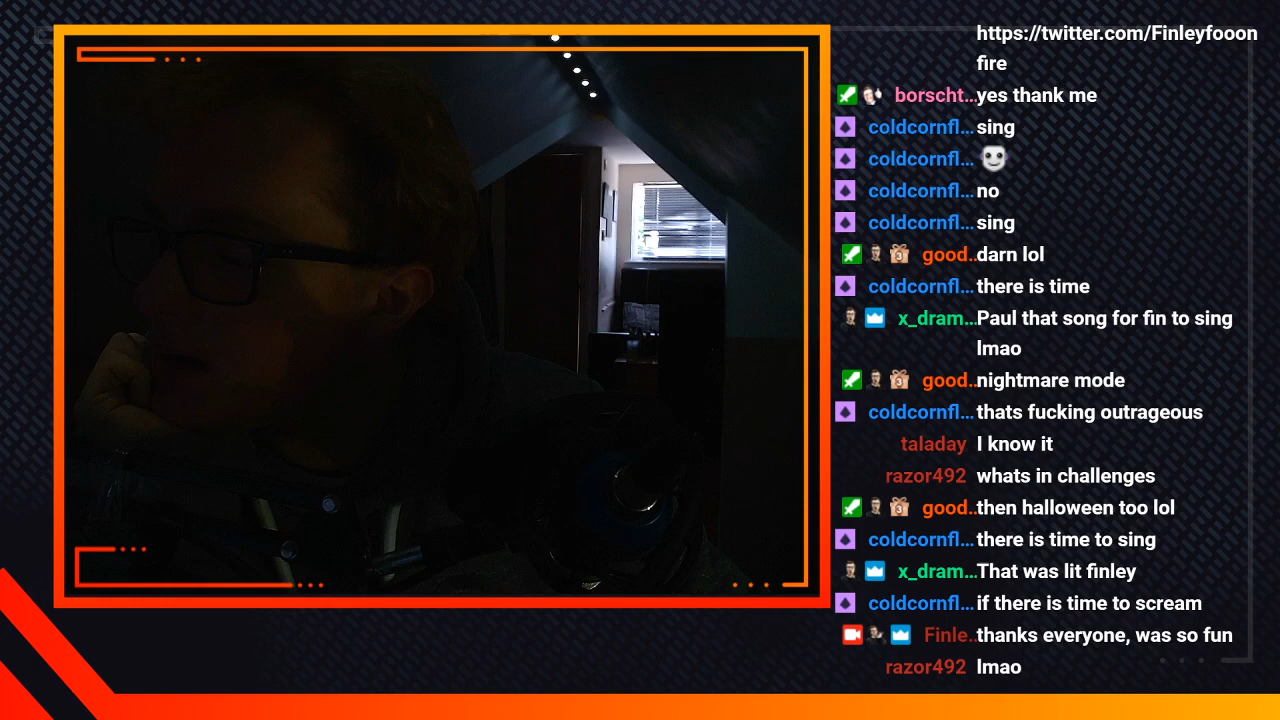 https://twitter.com/Finleyfooon
fire
borscht... yes thank me
coldcornfl... sing
coldcornfl...
coldcornfl... no
coldcornfl... sing
good.. darn lol
coldcornfl... there is time
x_dram... Paul that song for fin to sing
lmao
good.. nightmare mode
coldcornfl... thats fucking outrageous
taladay I know it
razor492 whats in challenges
good.. then halloween too lol
coldcornfl... there is time to sing
x_dram... That was lit finley
coldcornfl... if there is time to scream
Finle.. thanks everyone, was so fun
razor492 lmao